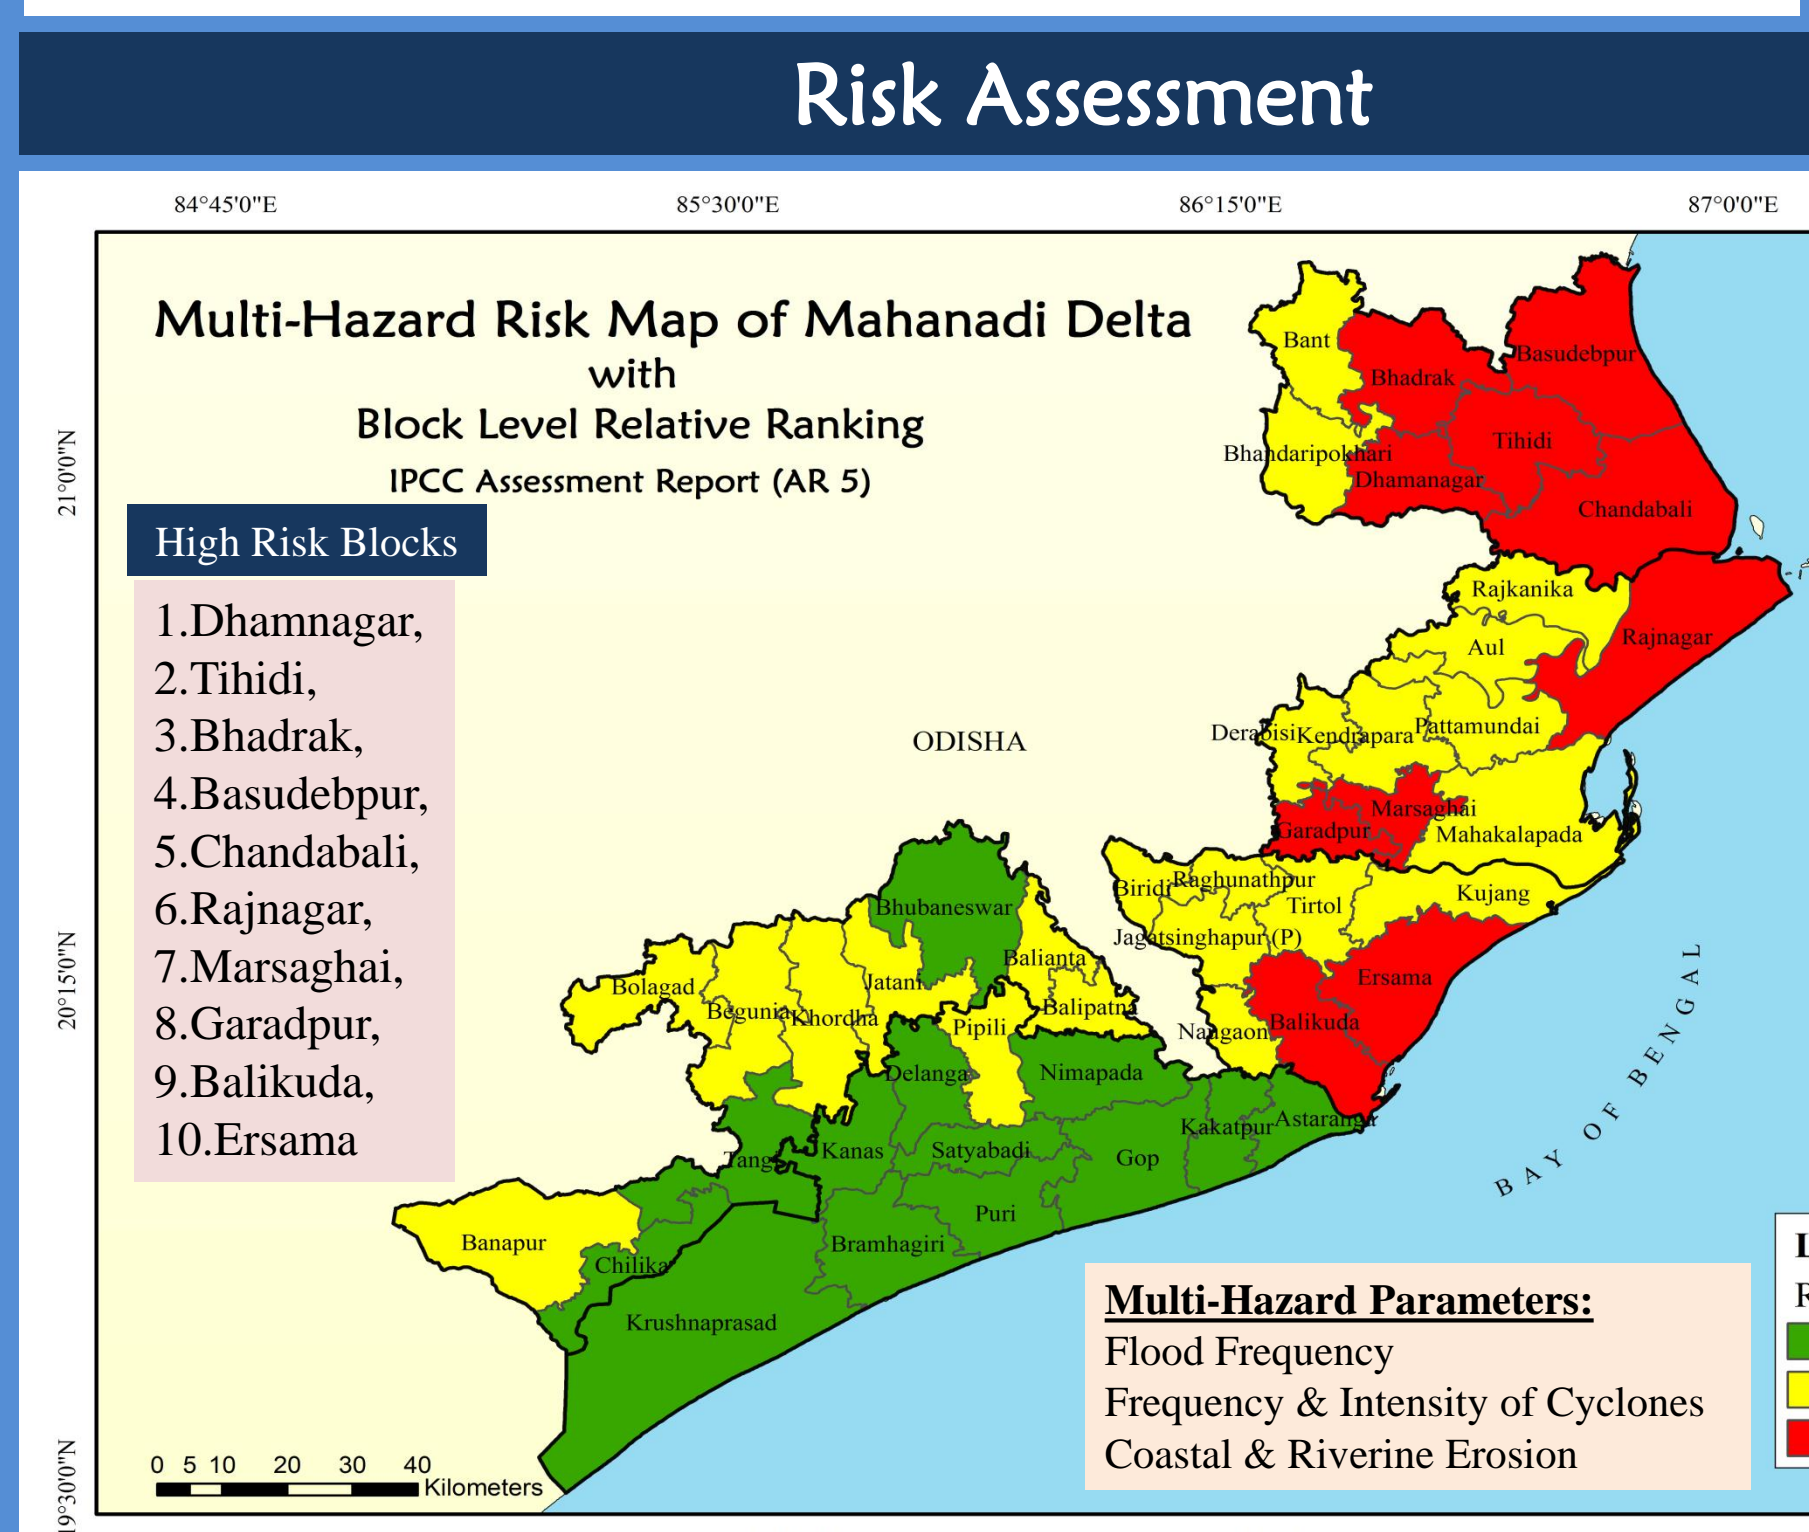 Risk Assessment
84°45'0"E
85°30'0"E
86°15'0"E
87°0'0"E
21°0'0"N
20°15'0"N
19°30'0"N
Multi-Hazard Risk Map of Mahanadi Delta
with
Block Level Relative Ranking
IPCC Assessment Report (AR 5)
High Risk Blocks
1.Dhamnagar,
2.Tihidi,
3.Bhadrak,
4.Basudebpur,
5.Chandabali,
6.Rajnagar,
7.Marsaghai,
8.Garadpur,
9.Balikuda,
10.Ersama
ODISHA
Bant
Basudebpur
Bhadrak
Tihidi
Bhandaripokhari
Dhamanagar
Chandabali
Rajkanika
Rajnagar
Aul
Derabisi
Kendrapara
Pattamundai
Marsaghai
Garadpur
Mahakalapada
Biridi
Raghunathpur
Tirtol
Kujang
Jagatsinghapur (P)
Ersama
Balikuda
Nangaon
Bhubaneswar
Balianta
Bolagad
Jatani
Begunia
Khordha
Balipatna
Pipili
Delanga
Nimapada
Kakatpur
Astaranga
Kanas
Satyabadi
Gop
Tangi
Puri
Banapur
Bramhagiri
Chilika
Krushnaprasad
BAY OF BENGAL
Multi-Hazard Parameters:
Flood Frequency
Frequency & Intensity of Cyclones
Coastal & Riverine Erosion
0 5 10 20 30 40
Kilometers